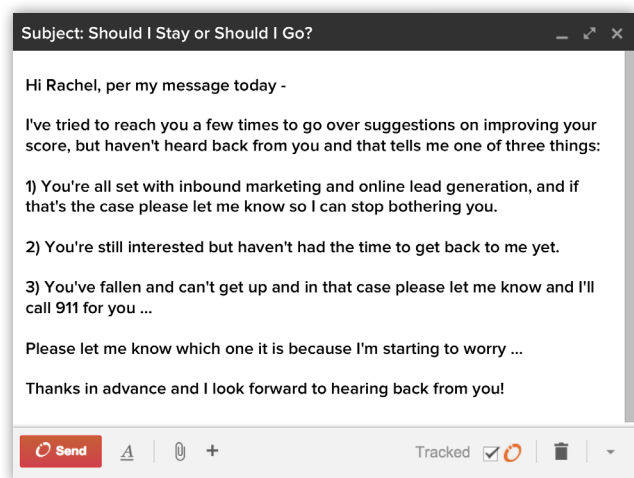 Subject: Should I Stay or Should I Go?
Hi Rachel, per my message today -
I've tried to reach you a few times to go over suggestions on improving your
score, but haven't heard back from you and that tells me one of three things:
1) You're all set with inbound marketing and online lead generation, and if
that's the case please let me know so I can stop bothering you.
2) You're still interested but haven't had the time to get back to me yet.
3) You've fallen and can't get up and in that case please let me know and I'll
call 911 for you ...
Please let me know which one it is because I'm starting to worry ...
Thanks in advance and I look forward to hearing back from you!
Send A Tracked